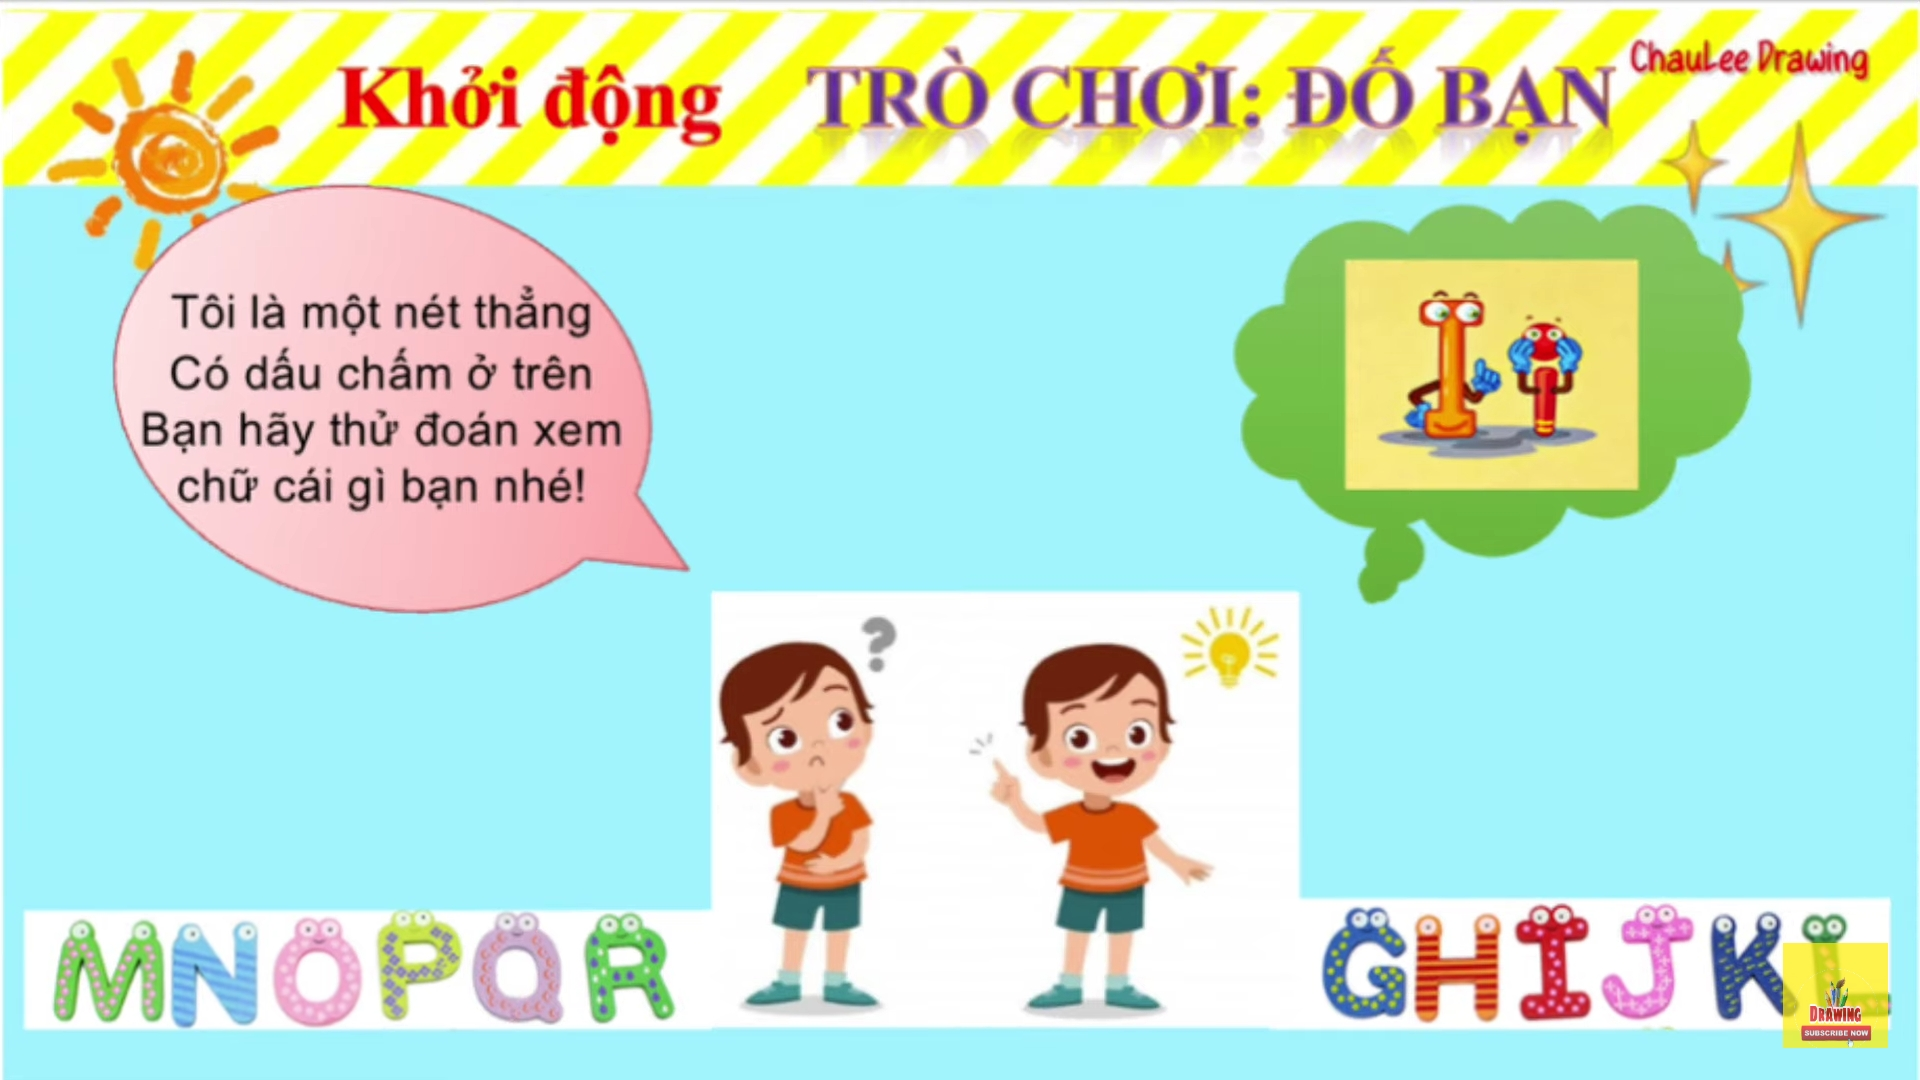 Khởi động TRÒ CHƠI: ĐỐ BẠN
ChauLee Drawing
Tôi là một nét thẳng
Có dấu chấm ở trên
Bạn hãy thử đoán xem
chữ cái gì bạn nhé!
I i
?
MNOPQR
GHIJKL
DRAWING
SUBSCRIBE NOW